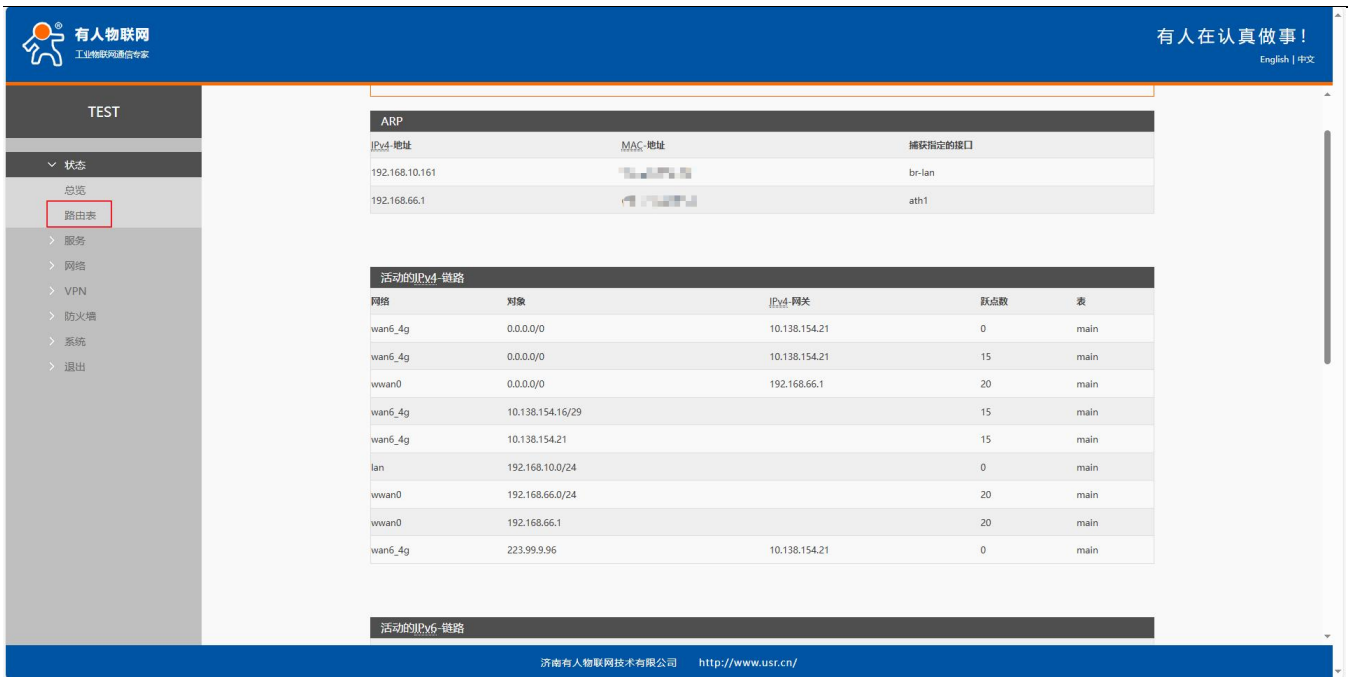 有人物联网
工业物联网通信专家
有人在认真做事！
English | 中文
TEST
状态
总览
路由表
服务
网络
VPN
防火墙
系统
退出
ARP
IPv4-地址 MAC-地址 捕获指定的接口
192.168.10.161 br-lan
192.168.66.1 ath1
活动的IPv4-链路
网络 对象 IPv4-网关 跃点数 表
wan6_4g 0.0.0.0/0 10.138.154.21 0 main
wan6_4g 0.0.0.0/0 10.138.154.21 15 main
wwan0 0.0.0.0/0 192.168.66.1 20 main
wan6_4g 10.138.154.16/29 15 main
wan6_4g 10.138.154.21 15 main
lan 192.168.10.0/24 0 main
wwan0 192.168.66.0/24 20 main
wwan0 192.168.66.1 20 main
wan6_4g 223.99.9.96 10.138.154.21 0 main
活动的IPv6-链路
济南有人物联网技术有限公司 http://www.usr.cn/